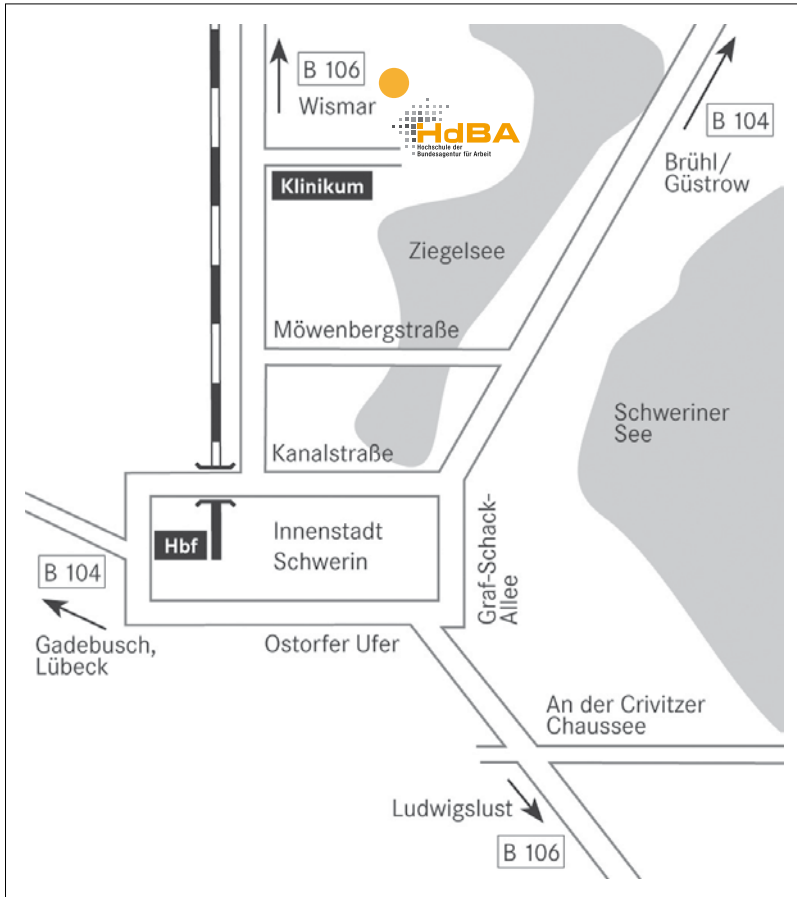 B 106
Wismar
HdBA
Hochschule der
Bundesagentur für Arbeit
B 104
Brühl/
Güstrow
Klinikum
Ziegelsee
Möwenbergstraße
Schweriner
See
Kanalstraße
Graf-Schack-
Allee
Innenstadt
Schwerin
Hbf
B 104
Gadebusch,
Lübeck
Ostorfer Ufer
An der Crivitzer
Chaussee
Ludwigslust
B 106